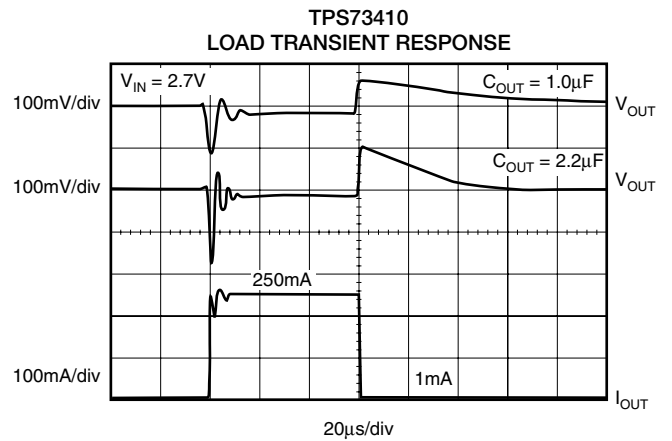 TPS73410
LOAD TRANSIENT RESPONSE
V_IN = 2.7V
C_OUT = 1.0μF
100mV/div
V_OUT
C_OUT = 2.2μF
100mV/div
V_OUT
250mA
100mA/div
1mA
I_OUT
20μs/div